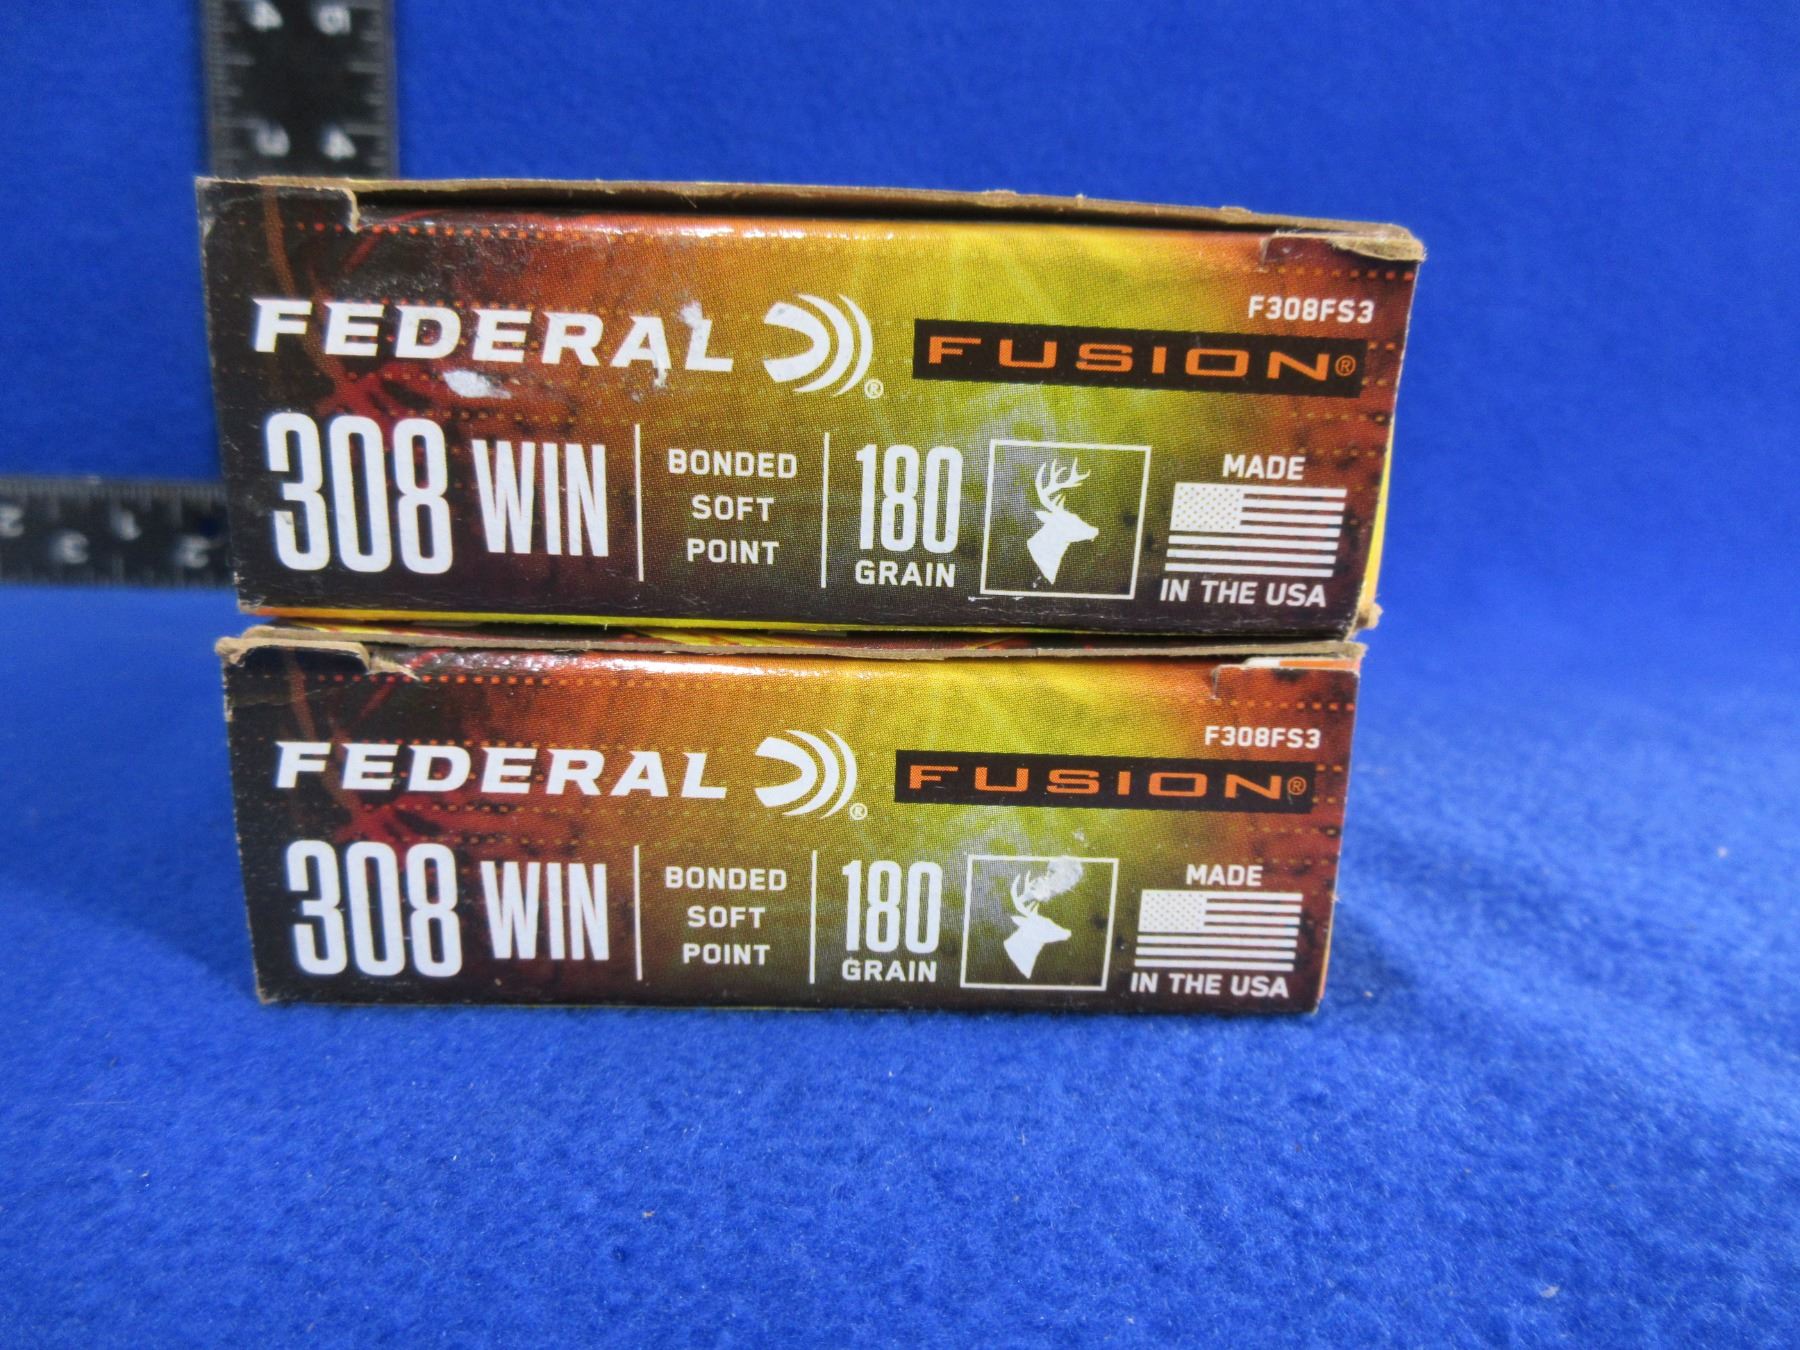 F308FS3
FEDERAL ® FUSION®
308 WIN
BONDED
SOFT
POINT
180
GRAIN
MADE
IN THE USA
F308FS3
FEDERAL ® FUSION®
308 WIN
BONDED
SOFT
POINT
180
GRAIN
MADE
IN THE USA